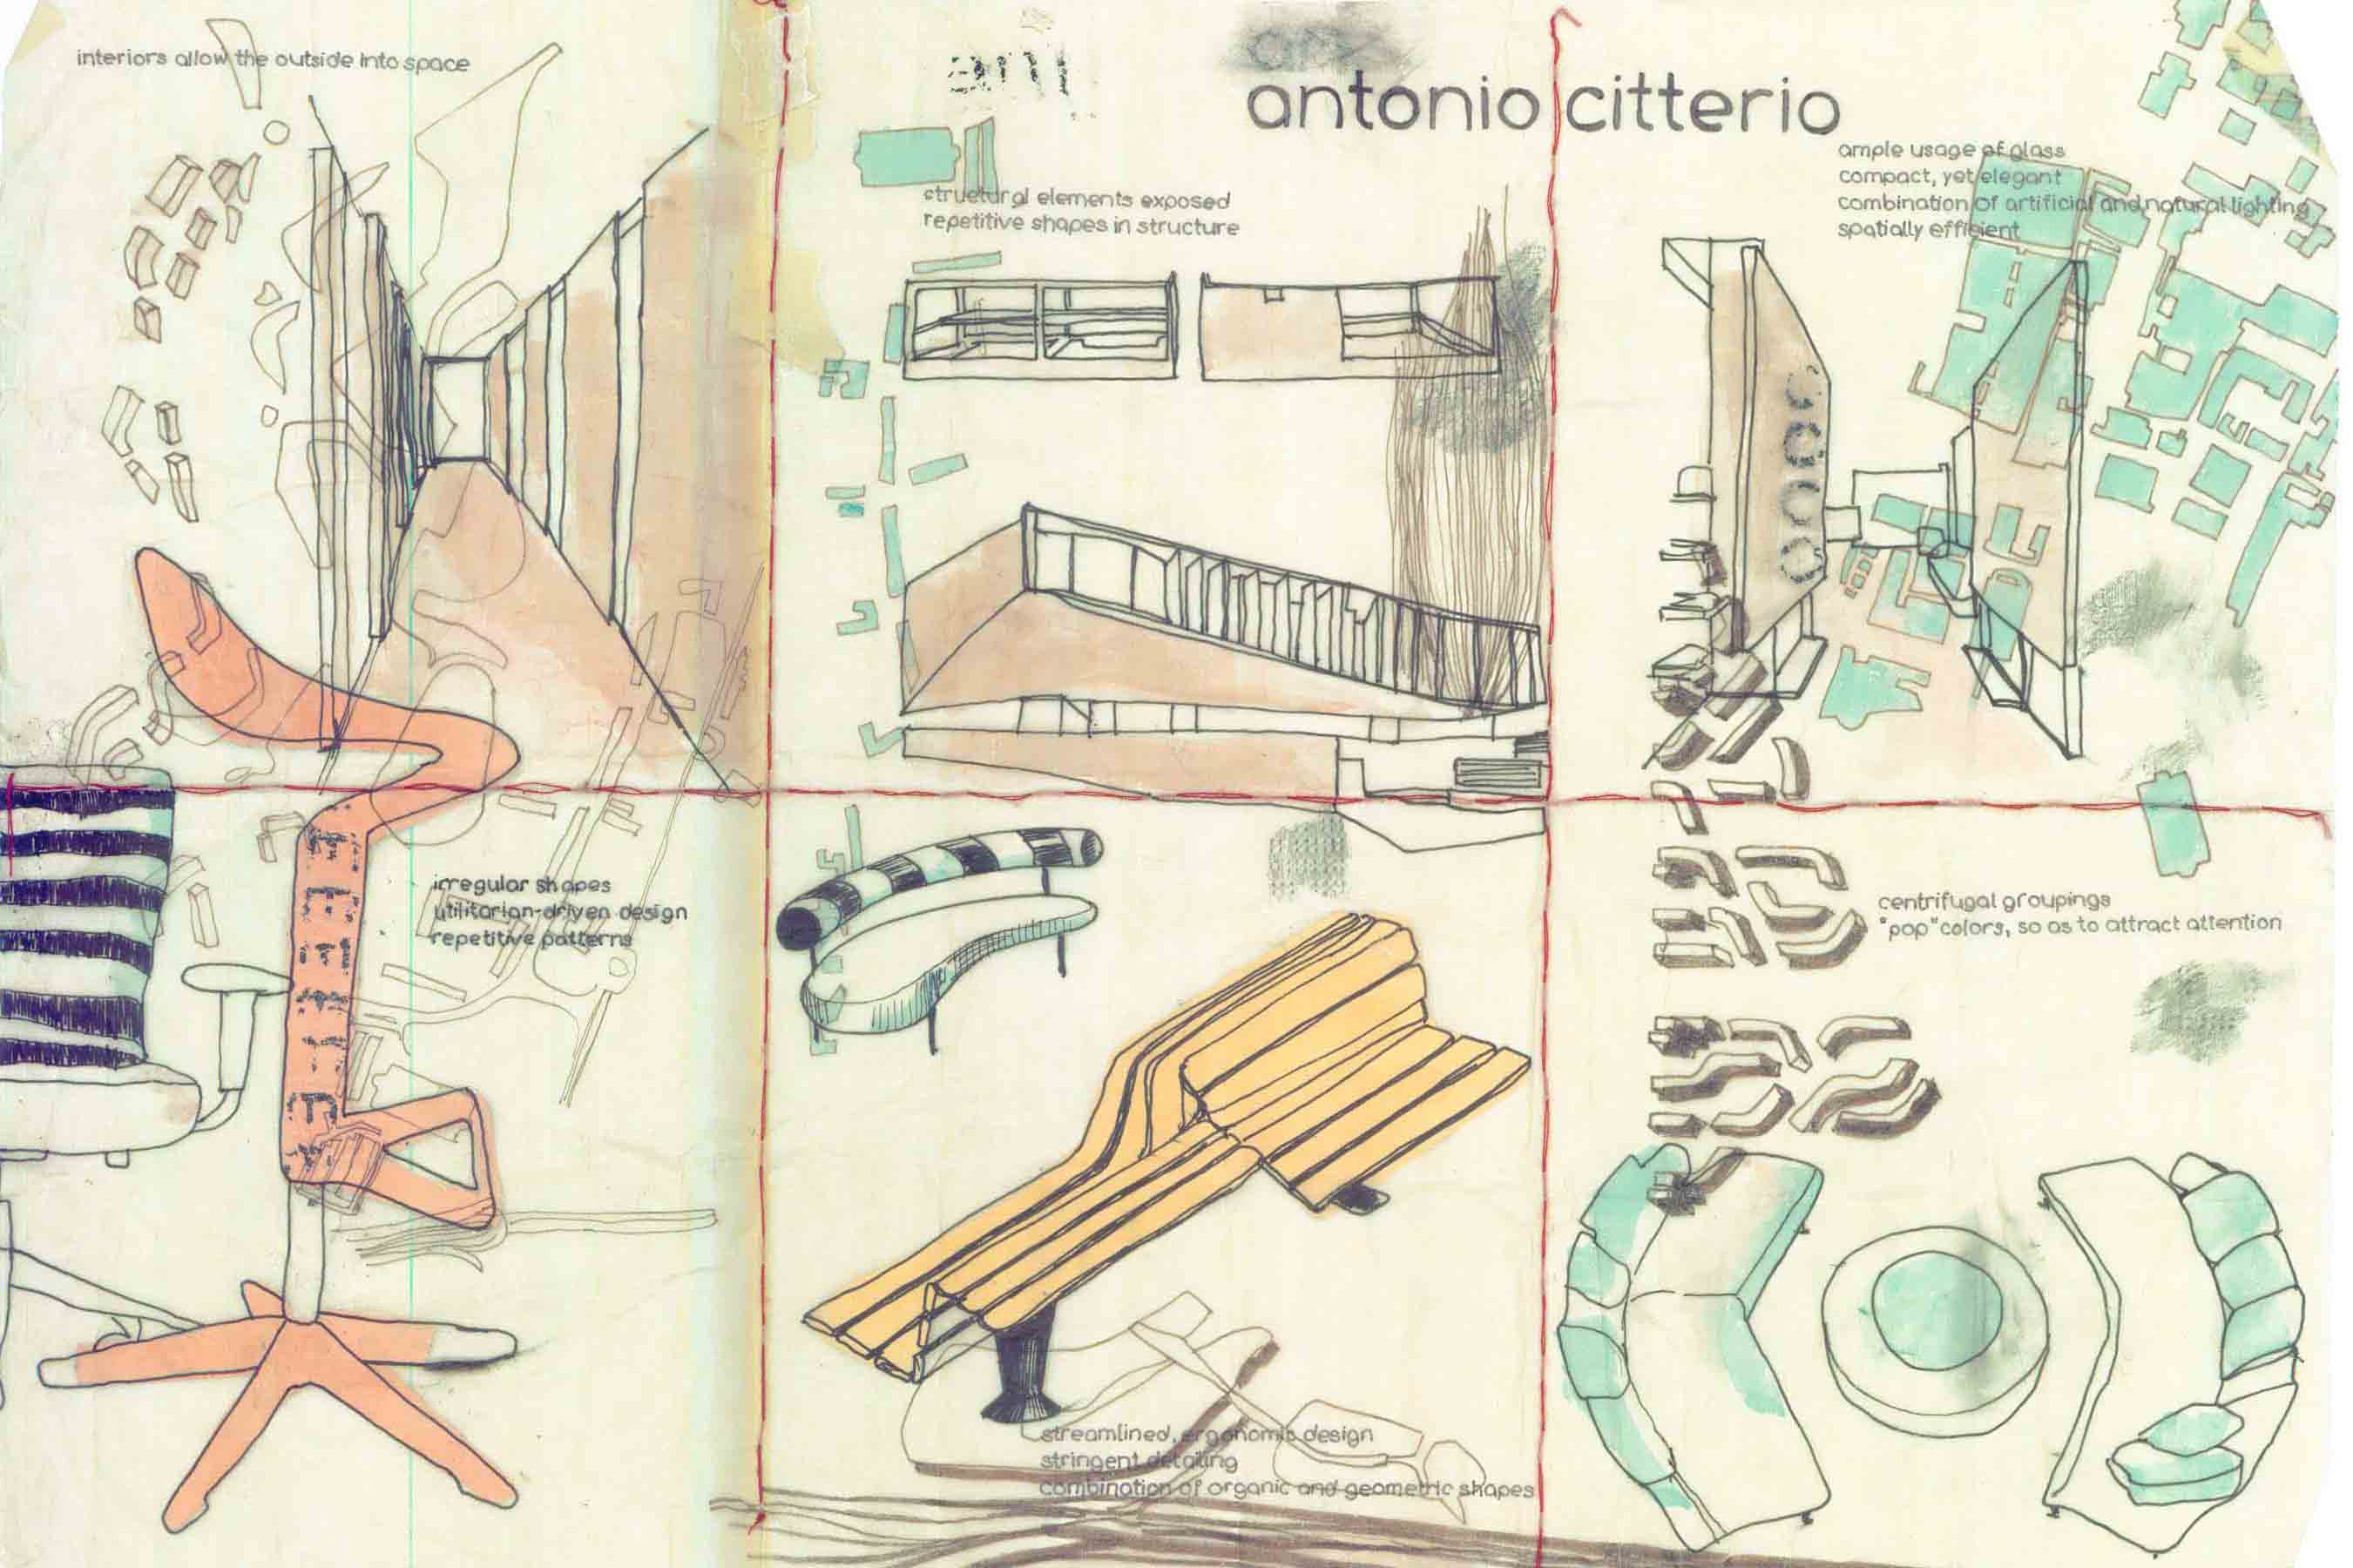 interiors allow the outside into space
antonio citterio
structural elements exposed
repetitive shapes in structure
ample usage of glass
compact, yet elegant
combination of artificial and natural lighting
spatially efficient
irregular shapes
utilitarian-driven design
repetitive patterns
centrifugal groupings
"pop" colors, so as to attract attention
streamlined, ergonomic design
stringent detailing
combination of organic and geometric shapes